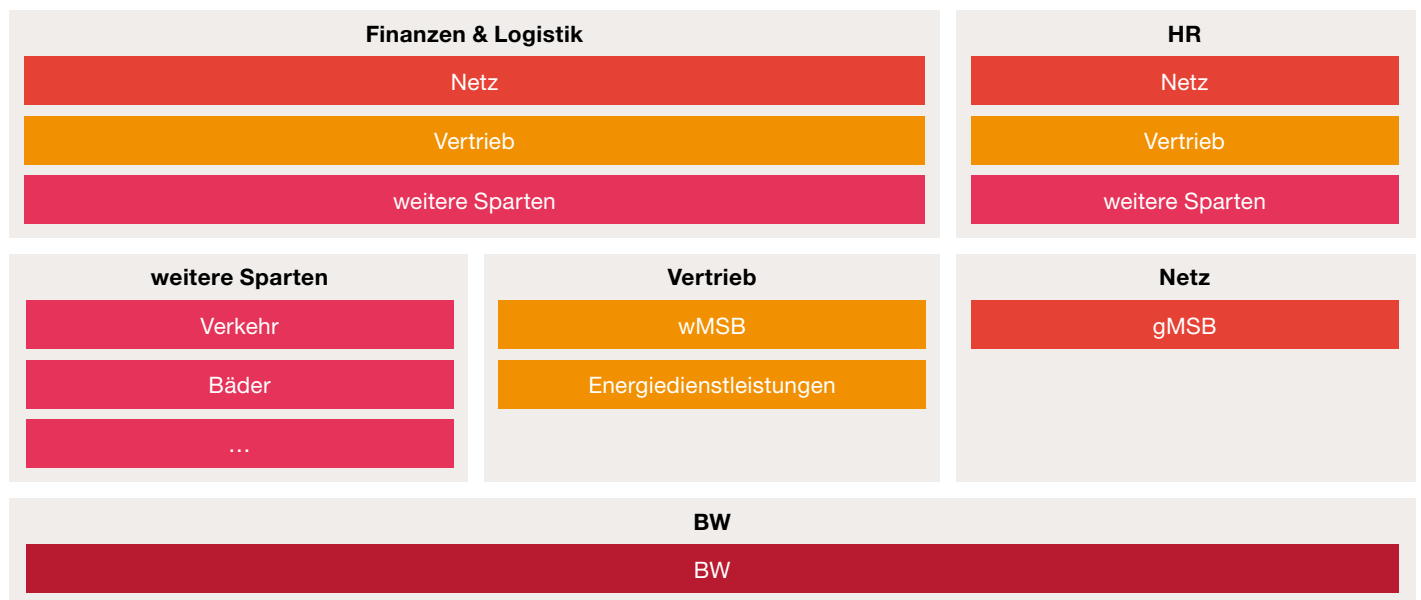 Finanzen & Logistik
Netz
Vertrieb
weitere Sparten
HR
Netz
Vertrieb
weitere Sparten
weitere Sparten
Verkehr
Bäder
…
Vertrieb
wMSB
Energiedienstleistungen
Netz
gMSB
BW
BW